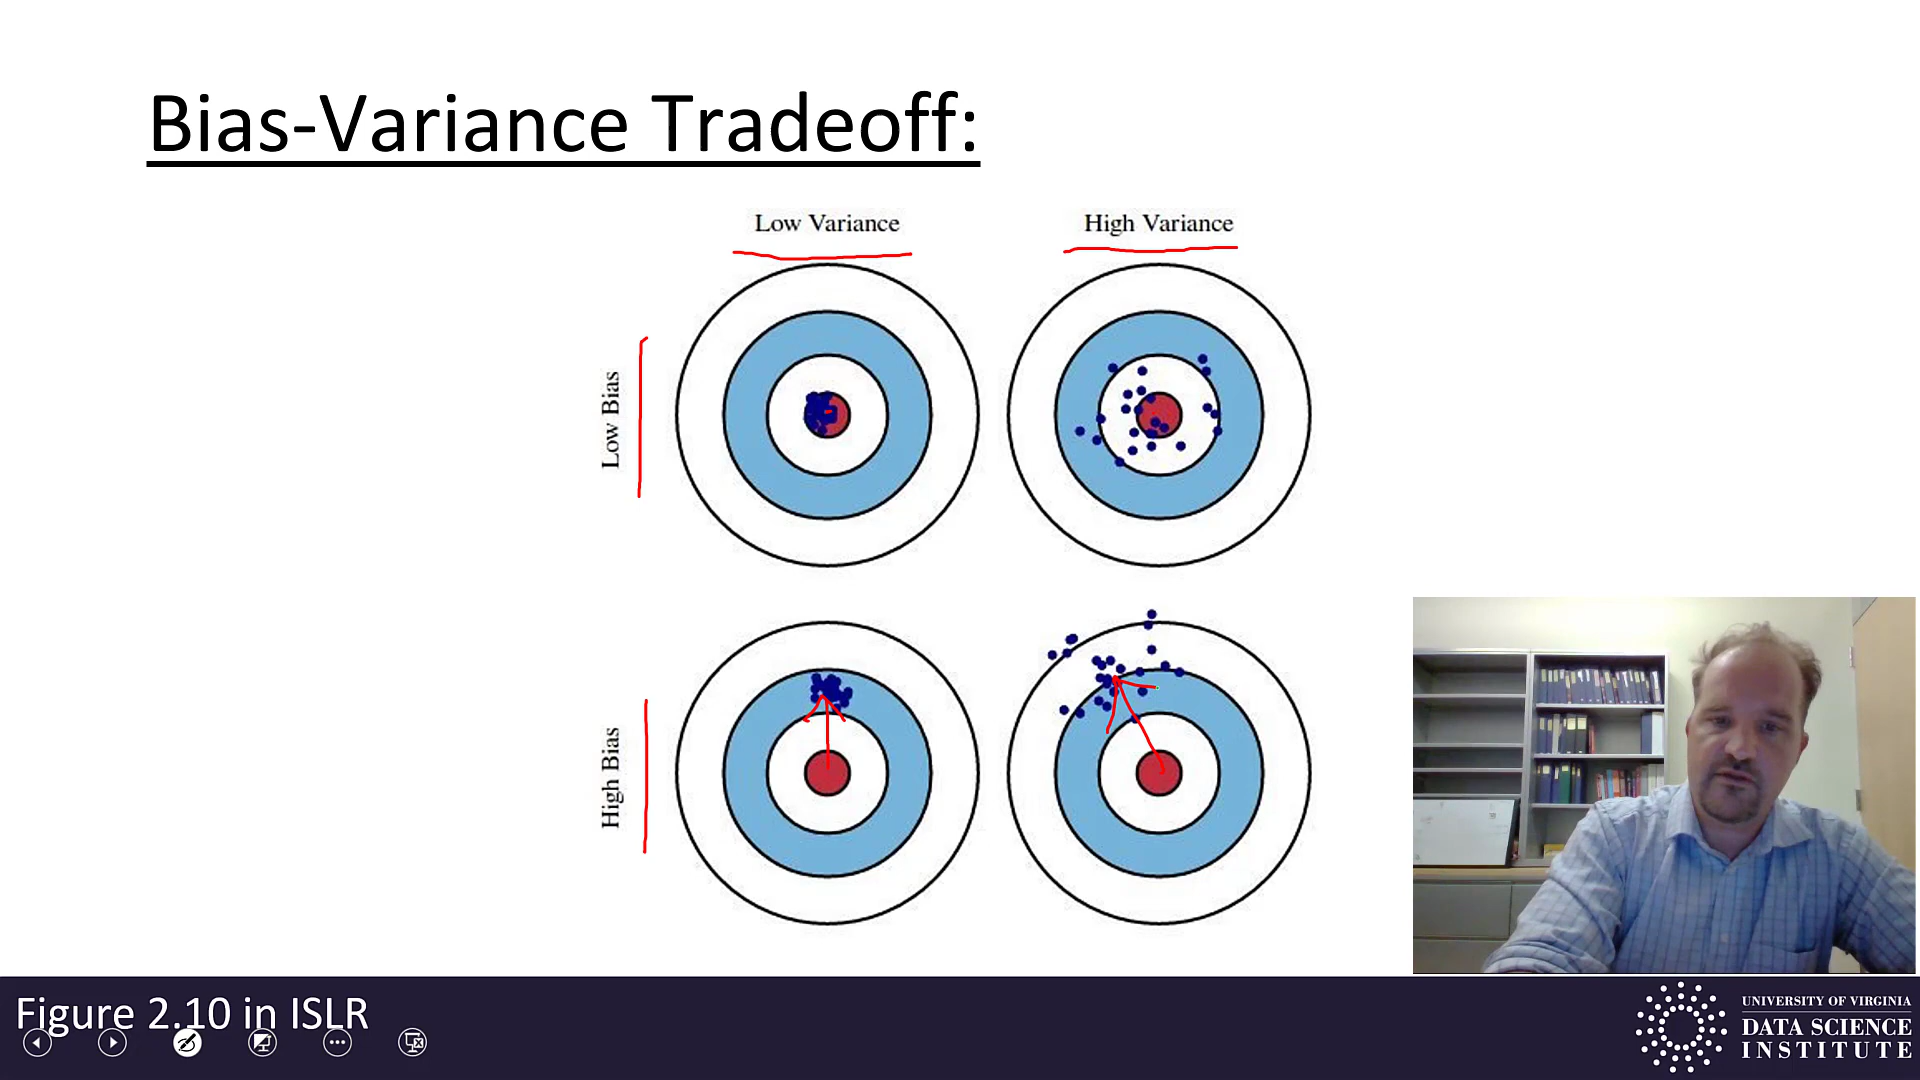 Bias-Variance Tradeoff:
Low Variance
High Variance
Low Bias
High Bias
Figure 2.10 in ISLR
UNIVERSITY OF VIRGINIA
DATA SCIENCE
INSTITUTE